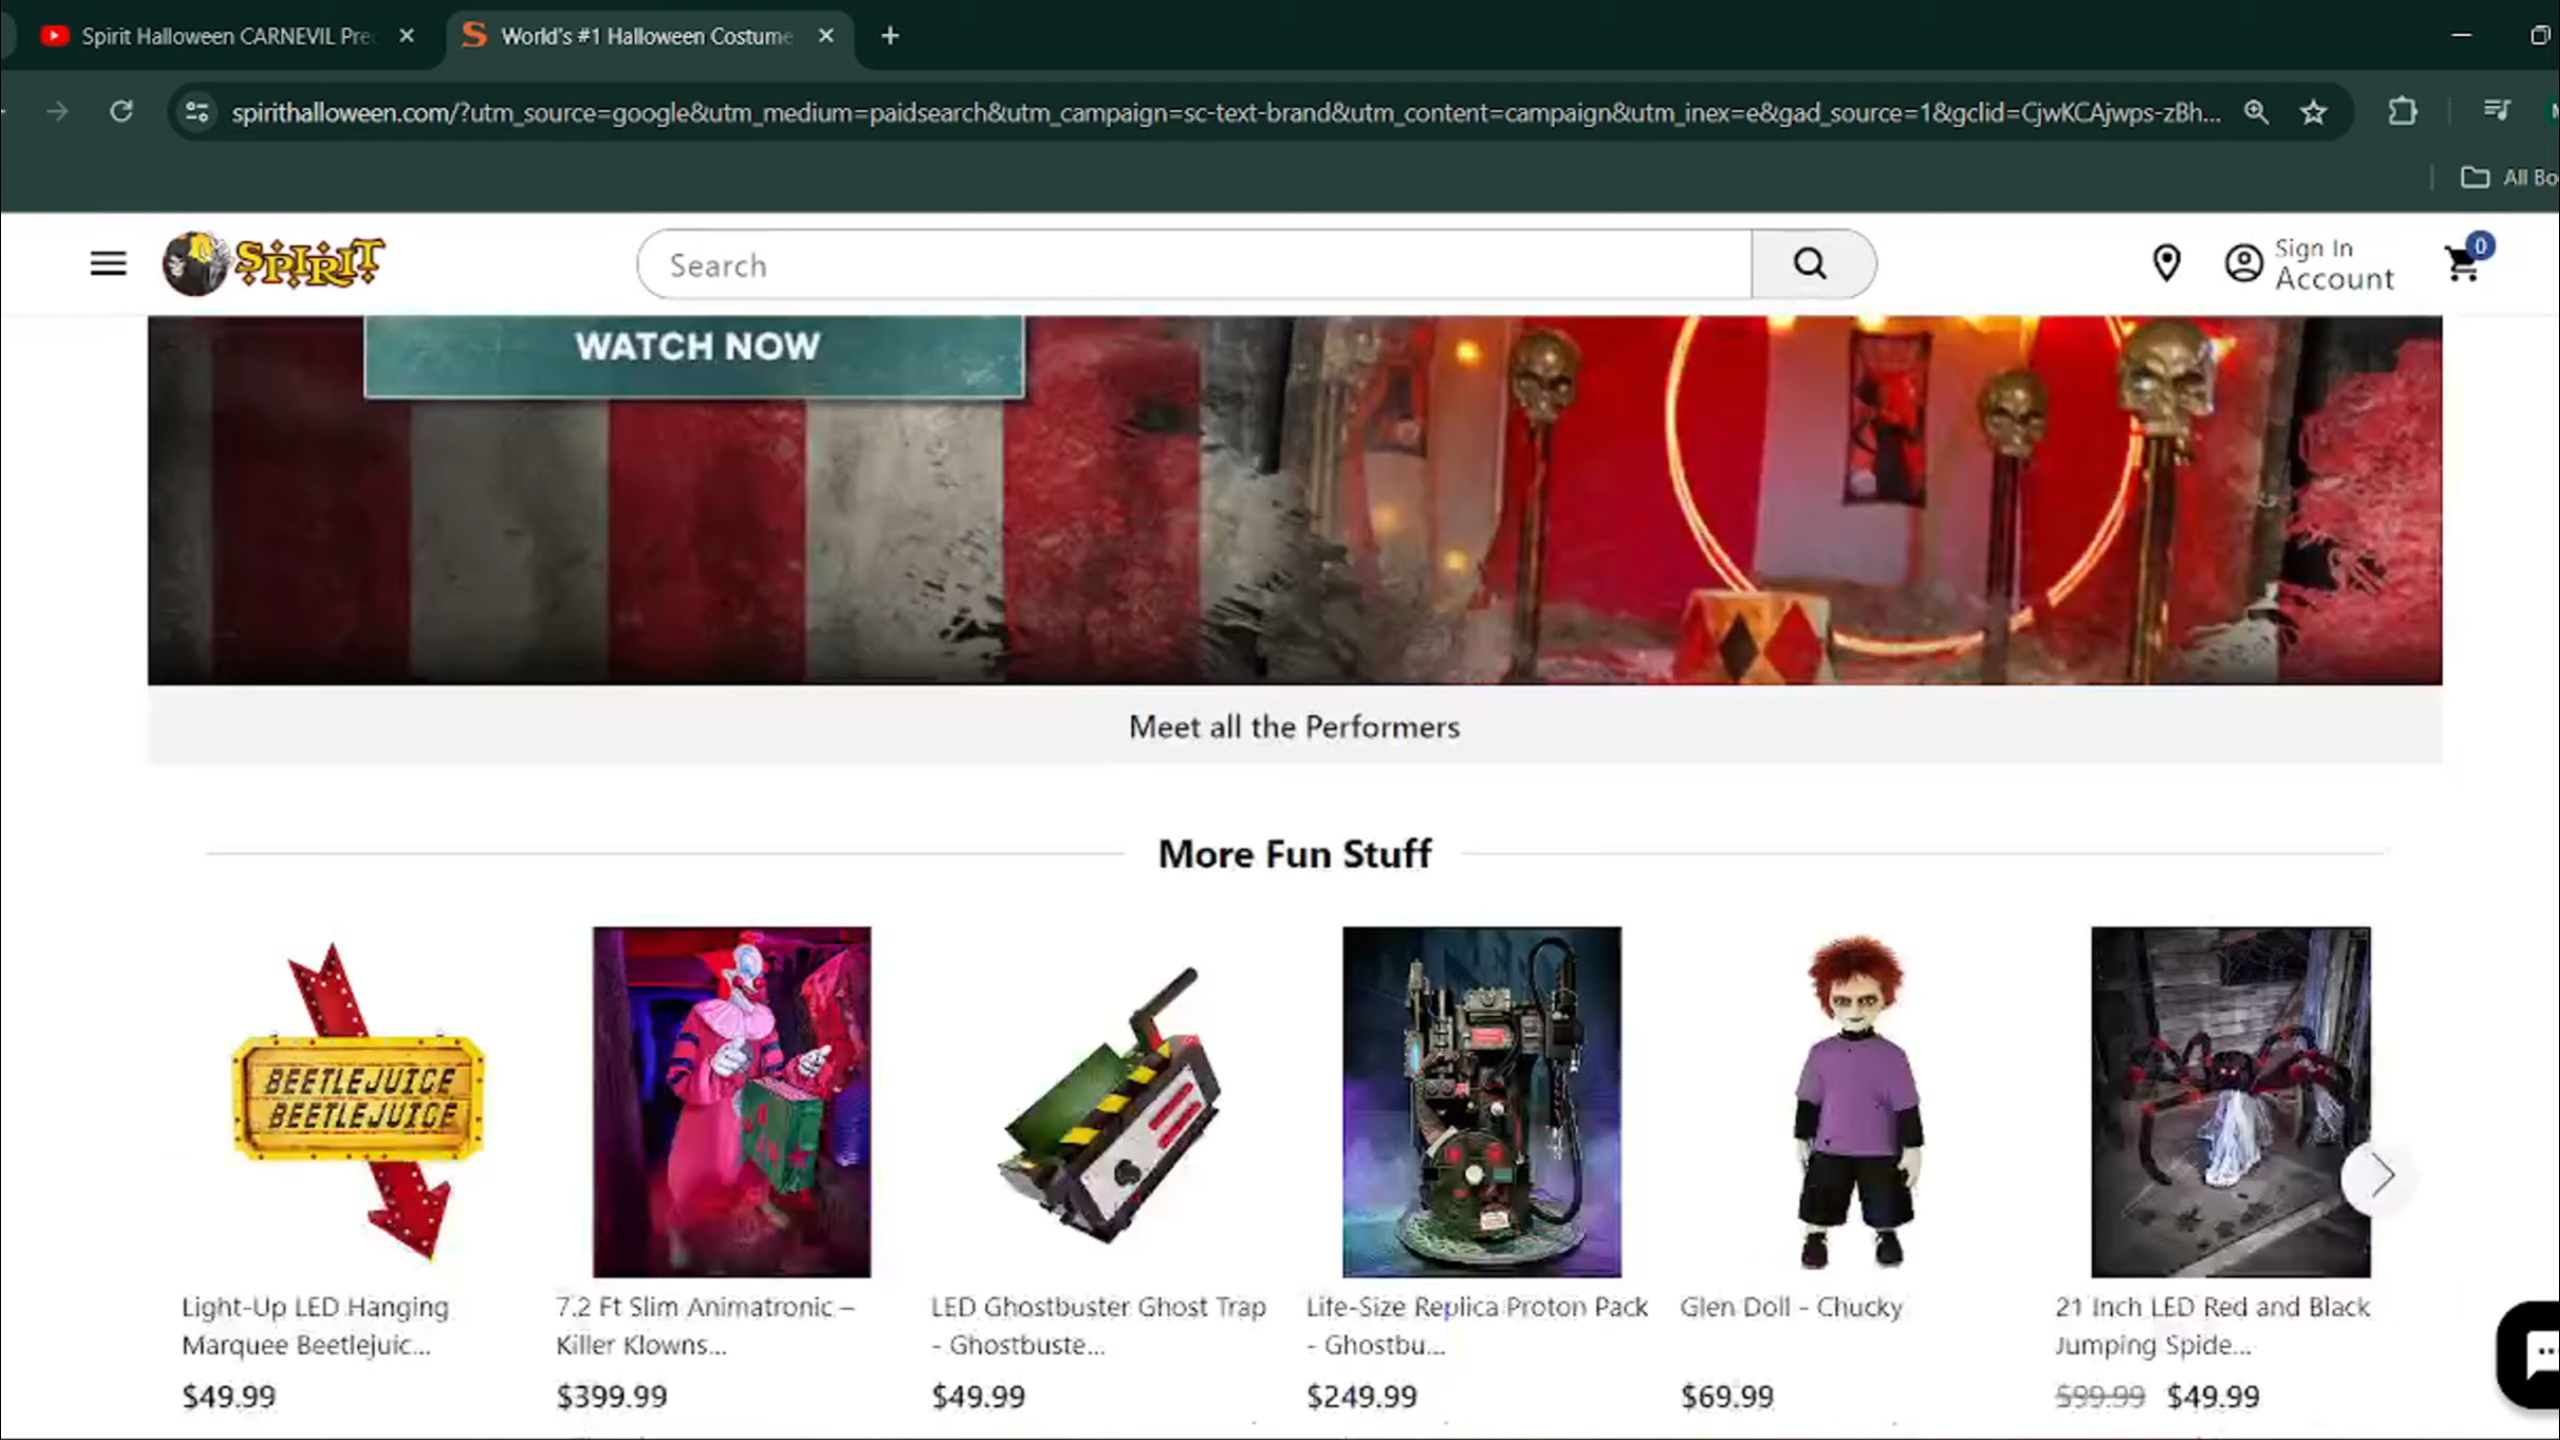 Spirit Halloween CARNEVIL Pre
World's #1 Halloween Costume
spirithalloween.com/?utm_source=google&utm_medium=paidsearch&utm_campaign=sc-text-brand&utm_content=campaign&utm_inex=e&gad_source=1&gclid=CjwKCAjwps-zBh...
All Bo
SPIRIT
Search
Sign In
Account
0
WATCH NOW
Meet all the Performers
More Fun Stuff
BEETLEJUICE
BEETLEJUICE
Light-Up LED Hanging
Marquee Beetlejuic...
$49.99
7.2 Ft Slim Animatronic –
Killer Klowns...
$399.99
LED Ghostbuster Ghost Trap
- Ghostbuste...
$49.99
Life-Size Replica Proton Pack
- Ghostbu...
$249.99
Glen Doll - Chucky
$69.99
21 Inch LED Red and Black
Jumping Spide...
$99.99 $49.99